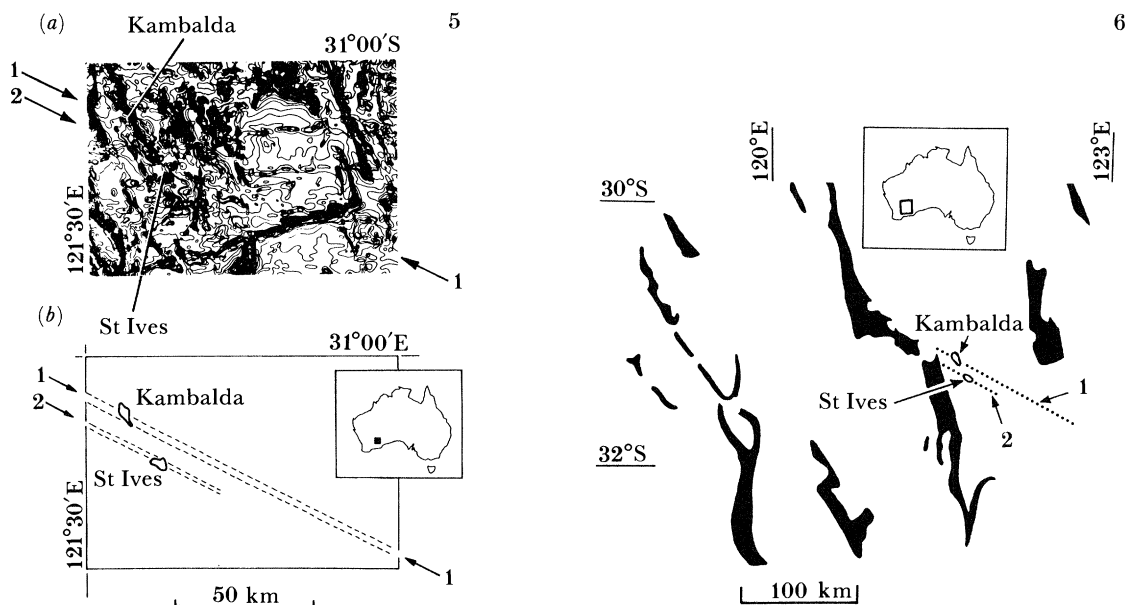 (a)
5
Kambalda
31°00′S
1
2
121°30′E
1
St Ives
(b)
31°00′E
1
2
Kambalda
St Ives
121°30′E
1
50 km
6
120°E
123°E
30°S
Kambalda
St Ives
1
2
32°S
100 km